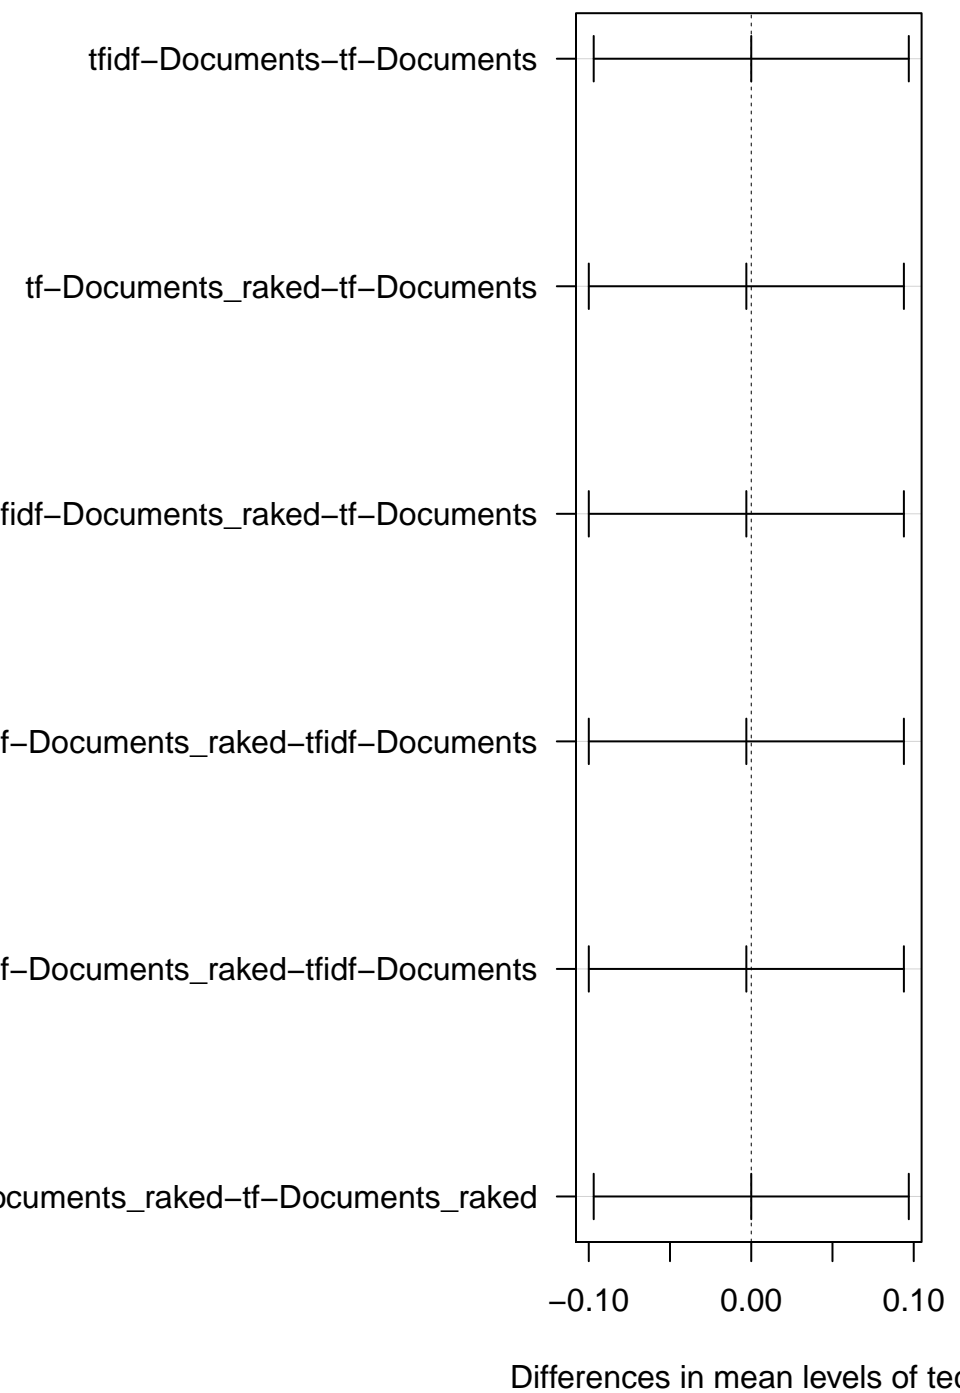 tfidf−Documents−tf−Documents
tf−Documents_raked−tf−Documents
fidf−Documents_raked−tf−Documents
f−Documents_raked−tfidf−Documents
f−Documents_raked−tfidf−Documents
ocuments_raked−tf−Documents_raked
−0.10 0.00 0.10
Differences in mean levels of tec